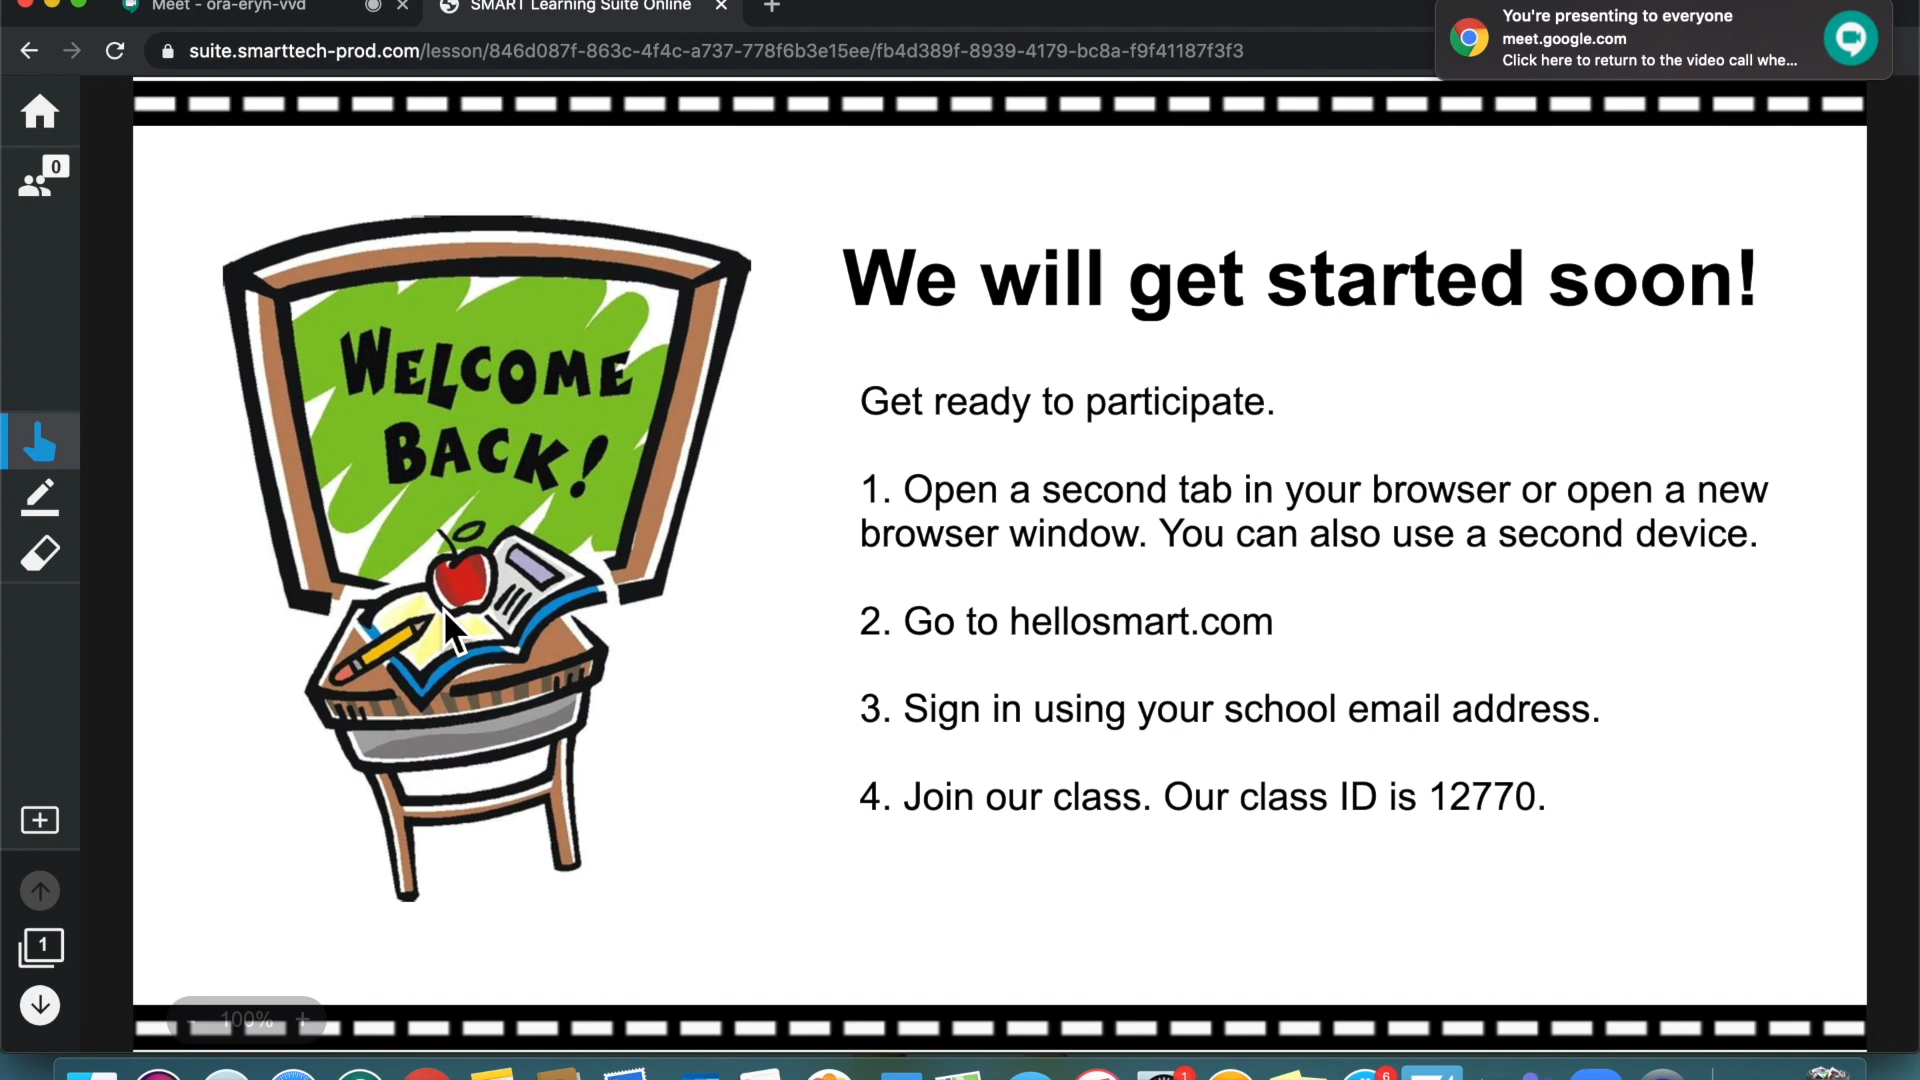 Meet - ora-eryn-vvd
SMART Learning Suite Online
You're presenting to everyone
meet.google.com
Click here to return to the video call whe...
suite.smarttech-prod.com/lesson/846d087f-863c-4f4c-a737-778f6b3e15ee/fb4d389f-8939-4179-bc8a-f9f41187f3f3
0
WELCOME
BACK!
We will get started soon!
Get ready to participate.
1. Open a second tab in your browser or open a new
browser window. You can also use a second device.
2. Go to hellosmart.com
3. Sign in using your school email address.
4. Join our class. Our class ID is 12770.
1
- 100% +
1
6